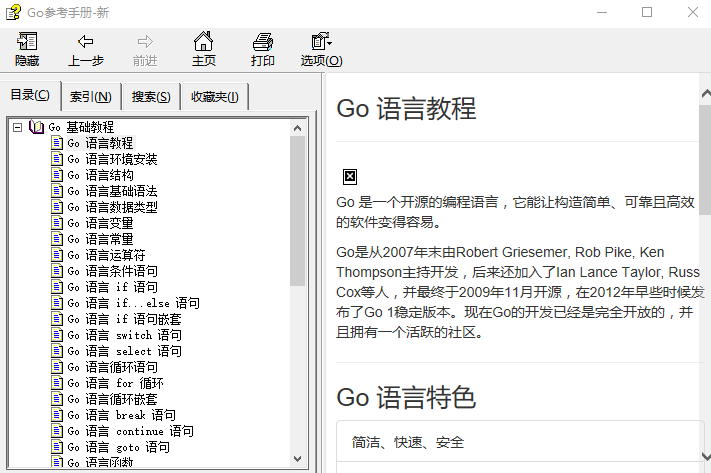 Go参考手册-新
隐藏 上一步 前进 主页 打印 选项(O)
目录(C) 索引(N) 搜索(S) 收藏夹(I)
Go 基础教程
Go 语言教程
Go 语言环境安装
Go 语言结构
Go 语言基础语法
Go 语言数据类型
Go 语言变量
Go 语言常量
Go 语言运算符
Go 语言条件语句
Go 语言 if 语句
Go 语言 if...else 语句
Go 语言 if 语句嵌套
Go 语言 switch 语句
Go 语言 select 语句
Go 语言循环语句
Go 语言 for 循环
Go 语言循环嵌套
Go 语言 break 语句
Go 语言 continue 语句
Go 语言 goto 语句
Go 语言函数
Go 语言教程
Go 是一个开源的编程语言，它能让构造简单、可靠且高效
的软件变得容易。
Go是从2007年末由Robert Griesemer, Rob Pike, Ken
Thompson主持开发，后来还加入了Ian Lance Taylor, Russ
Cox等人，并最终于2009年11月开源，在2012年早些时候发
布了Go 1稳定版本。现在Go的开发已经是完全开放的，并
且拥有一个活跃的社区。
Go 语言特色
简洁、快速、安全